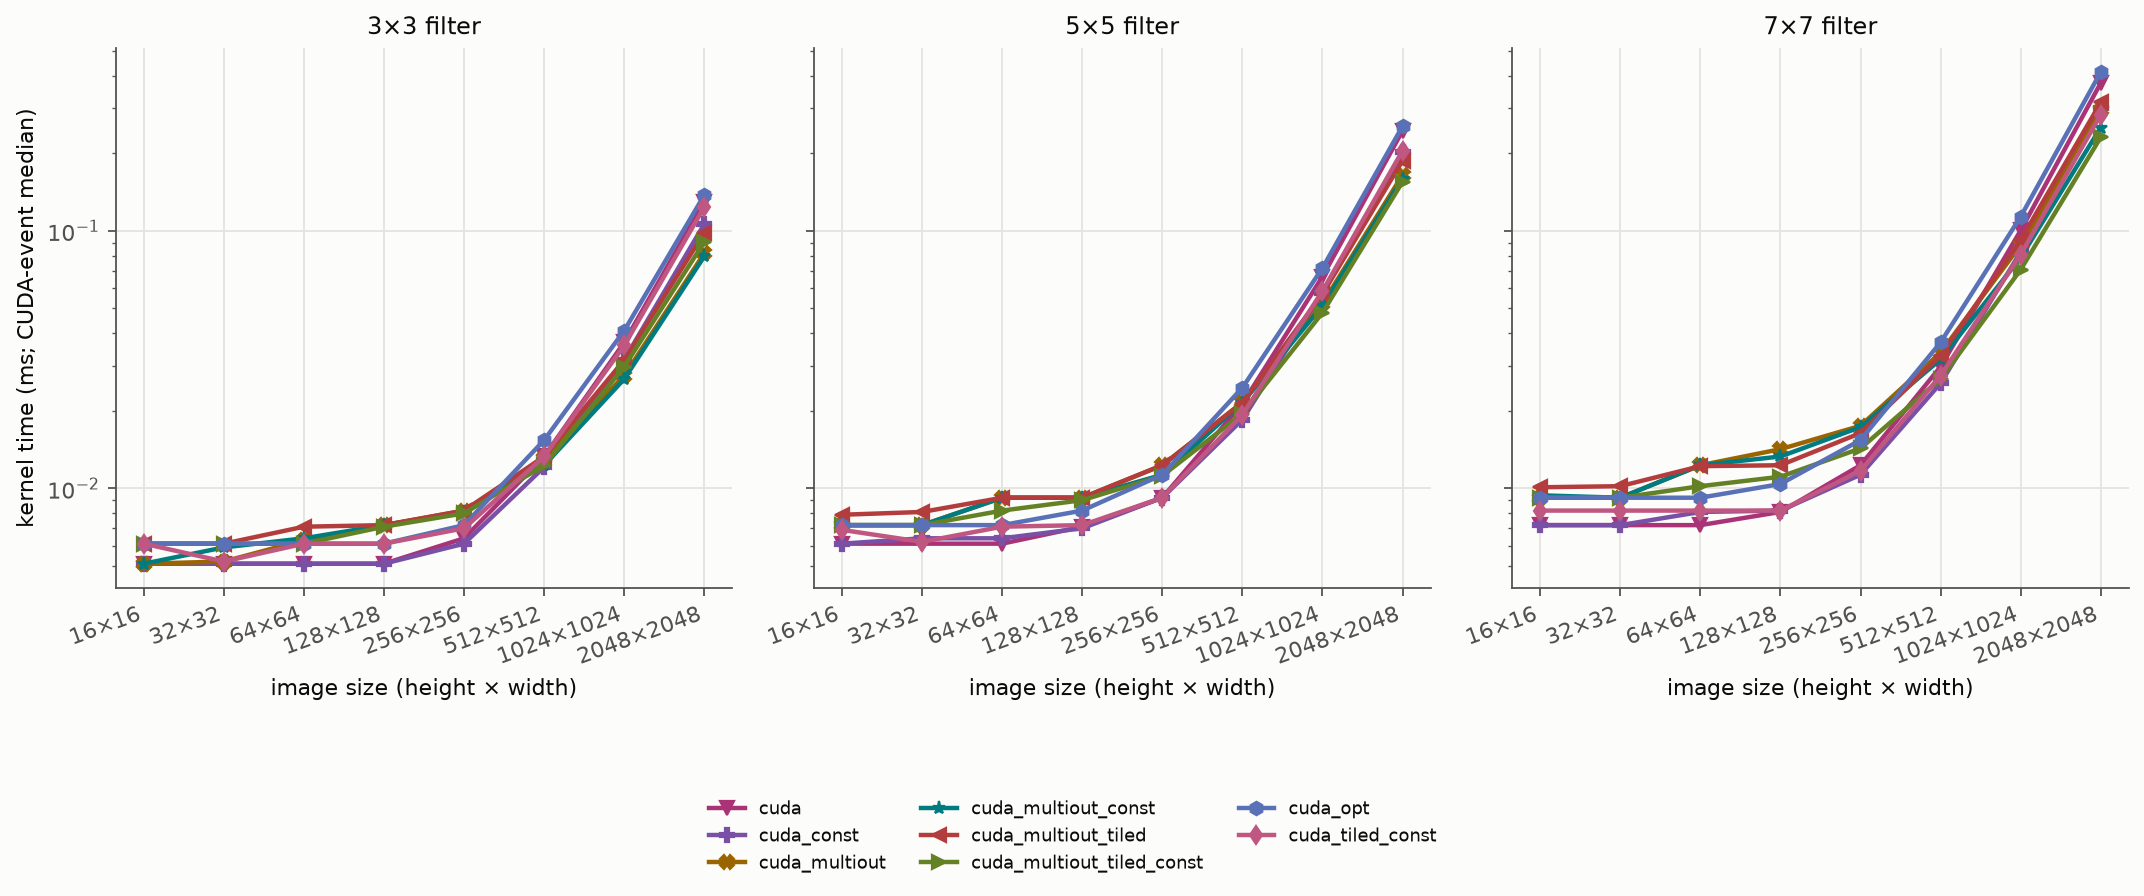 3×3 filter
5×5 filter
7×7 filter
kernel time (ms; CUDA-event median)
10⁻¹
10⁻²
16×16
32×32
64×64
128×128
256×256
512×512
1024×1024
2048×2048
image size (height × width)
16×16
32×32
64×64
128×128
256×256
512×512
1024×1024
2048×2048
image size (height × width)
16×16
32×32
64×64
128×128
256×256
512×512
1024×1024
2048×2048
image size (height × width)
cuda
cuda_const
cuda_multiout
cuda_multiout_const
cuda_multiout_tiled
cuda_multiout_tiled_const
cuda_opt
cuda_tiled_const